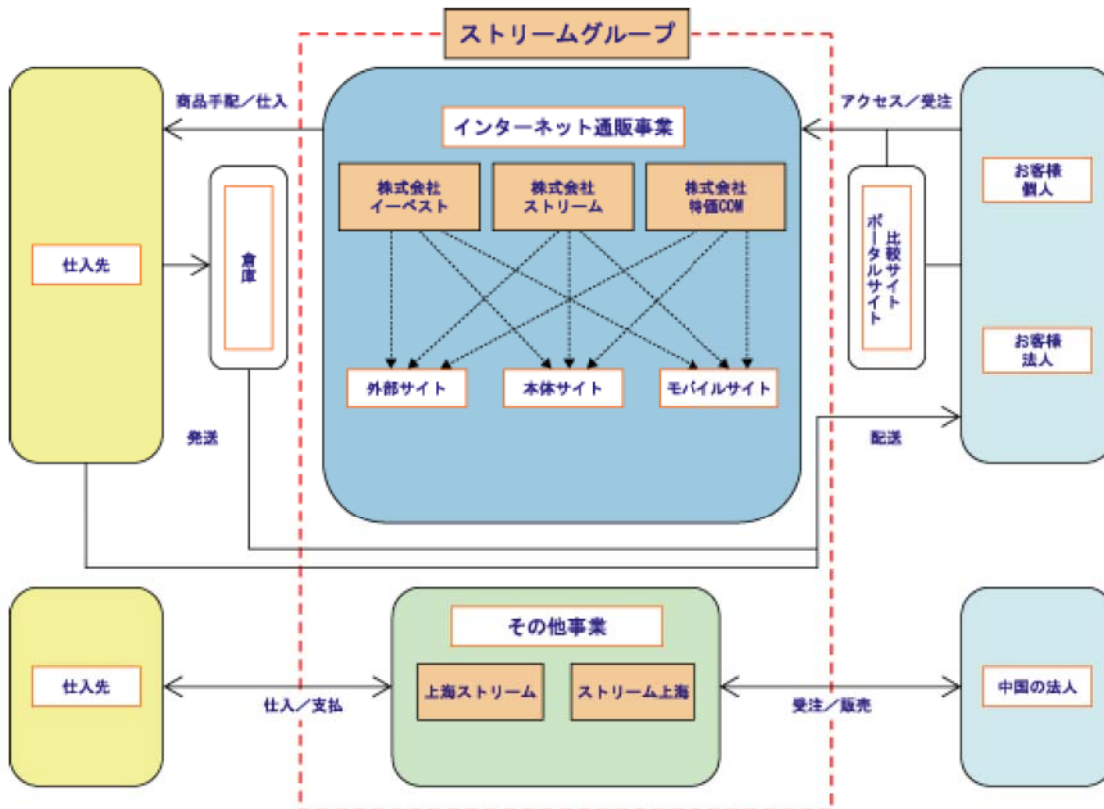 ストリームグループ
商品手配／仕入
アクセス／受注
インターネット通販事業
株式会社
イーベスト
株式会社
ストリーム
株式会社
特価COM
お客様
個人
仕入先
倉庫
比較サイト
ポータルサイト
お客様
法人
外部サイト
本体サイト
モバイルサイト
発送
配送
その他事業
仕入先
上海ストリーム
ストリーム上海
中国の法人
仕入／支払
受注／販売